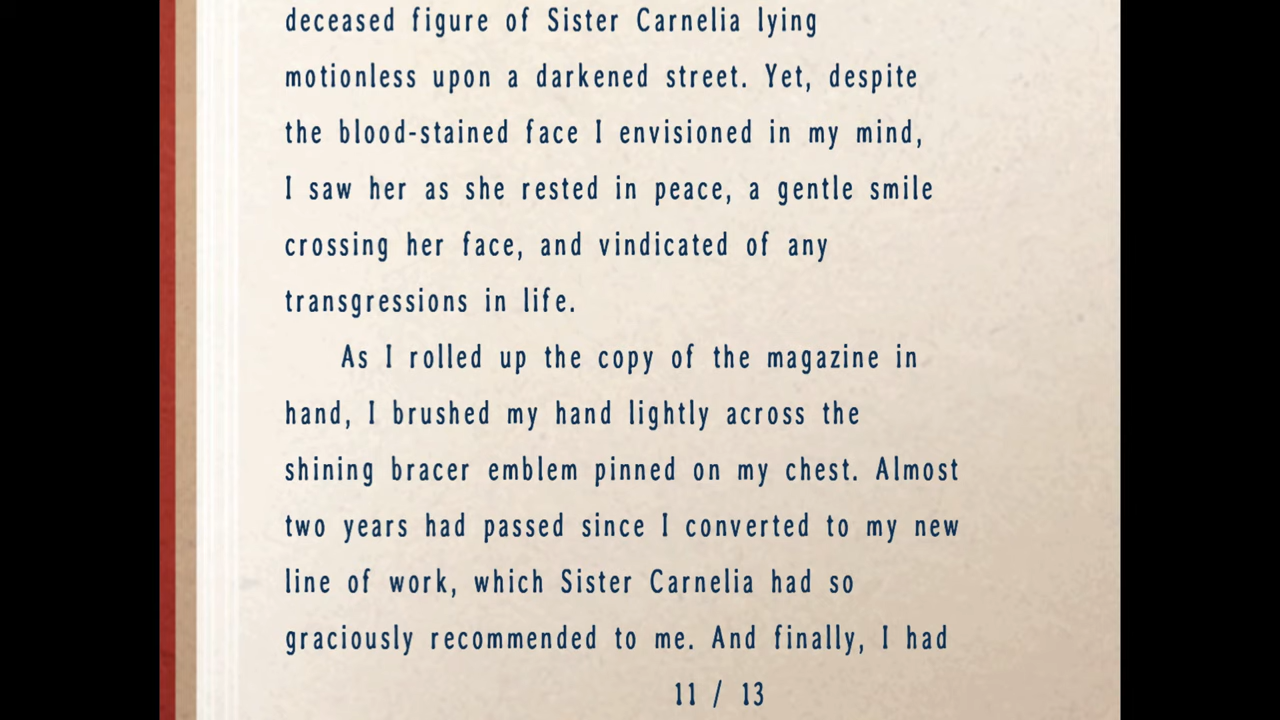 deceased figure of Sister Carnelia lying
motionless upon a darkened street. Yet, despite
the blood-stained face I envisioned in my mind,
I saw her as she rested in peace, a gentle smile
crossing her face, and vindicated of any
transgressions in life.
As I rolled up the copy of the magazine in
hand, I brushed my hand lightly across the
shining bracer emblem pinned on my chest. Almost
two years had passed since I converted to my new
line of work, which Sister Carnelia had so
graciously recommended to me. And finally, I had
11 / 13